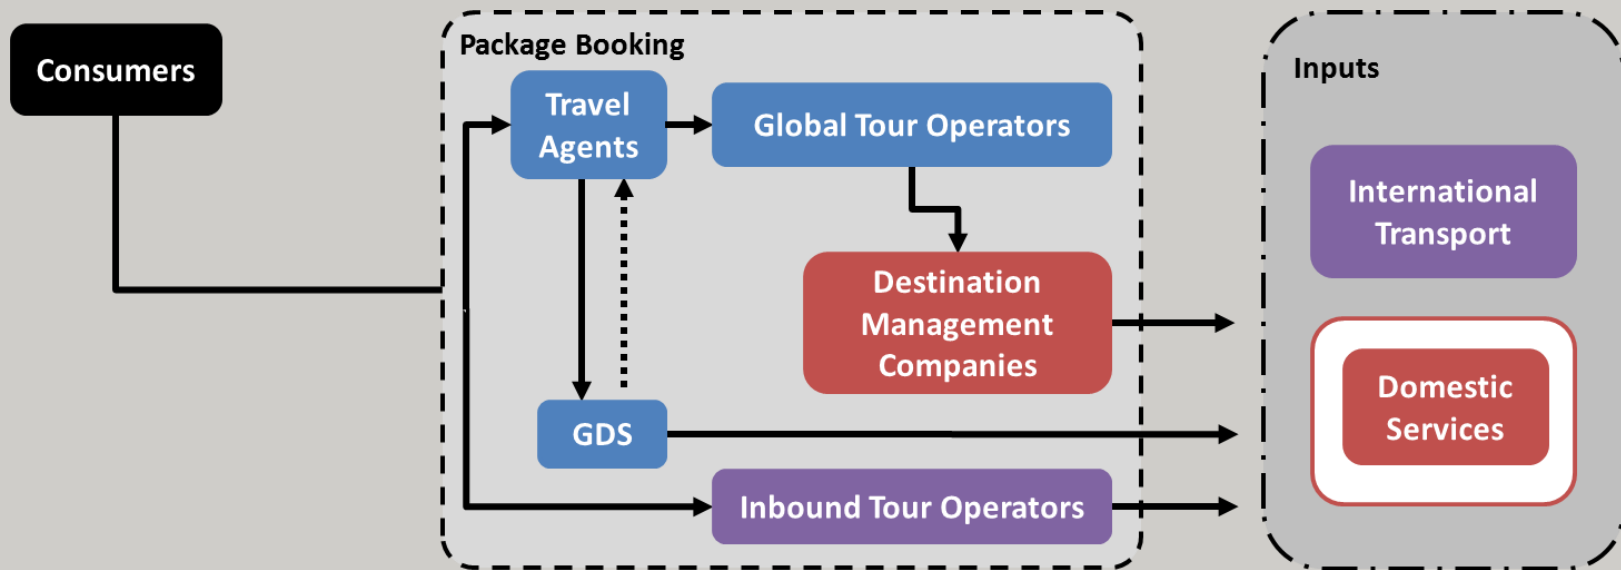 Consumers
Package Booking
Travel
Agents
Global Tour Operators
Destination
Management
Companies
GDS
Inbound Tour Operators
Inputs
International
Transport
Domestic
Services